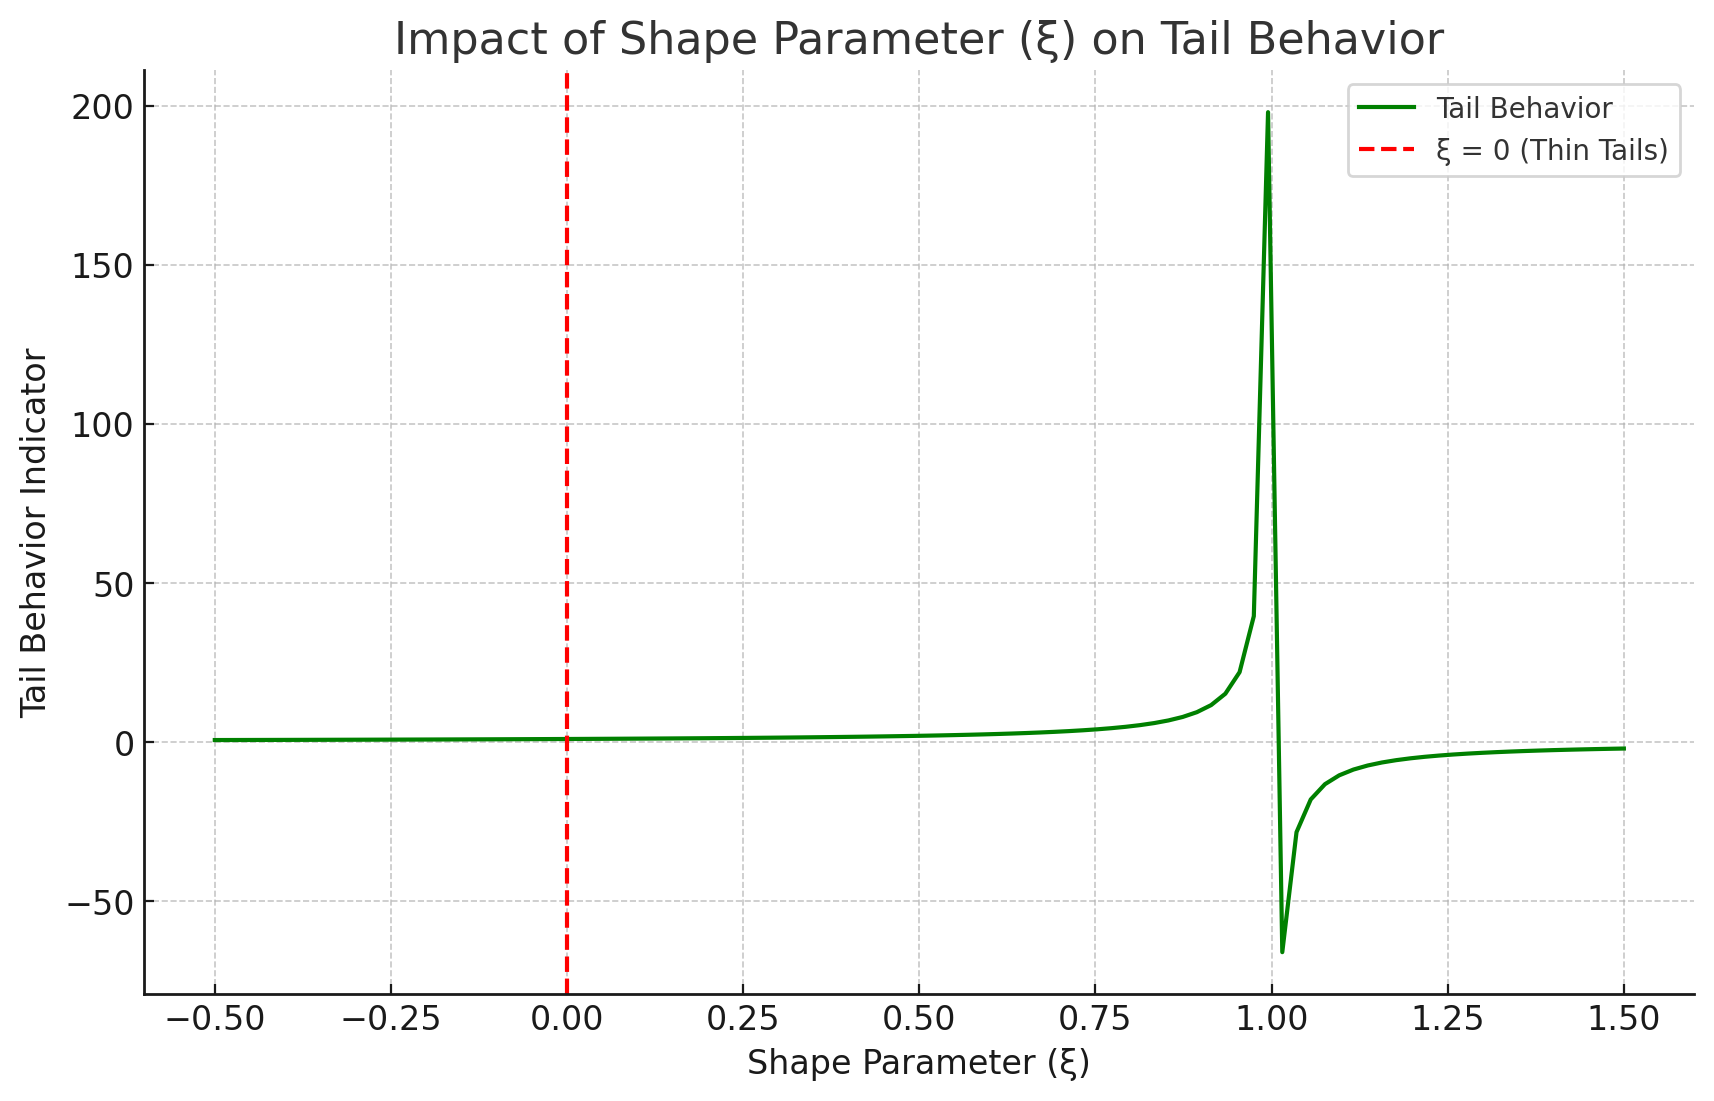 Impact of Shape Parameter (ξ) on Tail Behavior
Tail Behavior
ξ = 0 (Thin Tails)
Tail Behavior Indicator
200
150
100
50
0
−50
−0.50 −0.25 0.00 0.25 0.50 0.75 1.00 1.25 1.50
Shape Parameter (ξ)